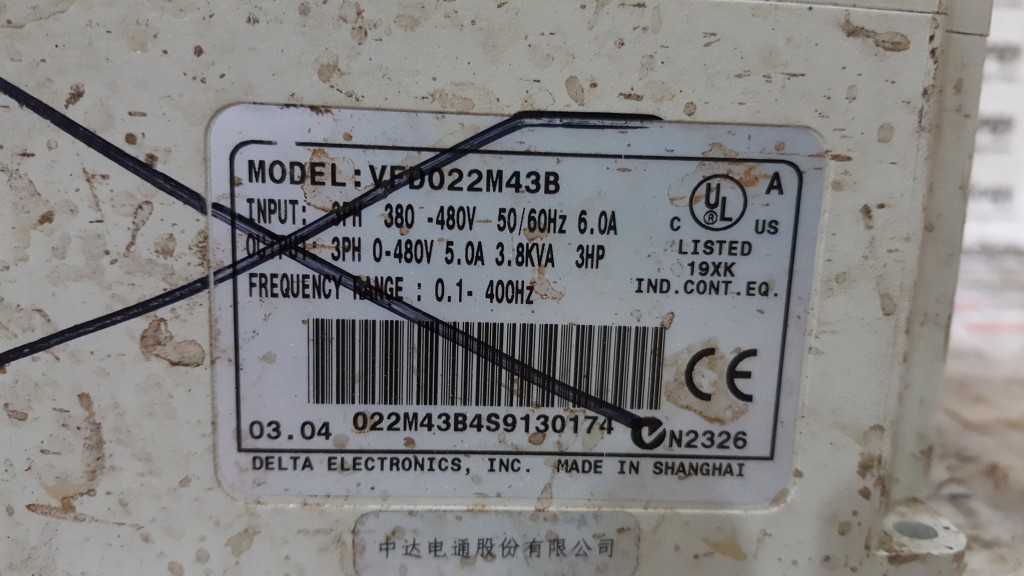 MODEL: VFD022M43B
INPUT: 3PH 380 -480V 50/60Hz 6.0A
OUTPUT: 3PH 0-480V 5.0A 3.8KVA 3HP
FREQUENCY RANGE : 0.1- 400Hz
A
UL
®
C US
LISTED
19XK
IND.CONT.EQ.
CE
03.04 022M43B4S9130174 N2326
DELTA ELECTRONICS, INC. MADE IN SHANGHAI
中达电通股份有限公司